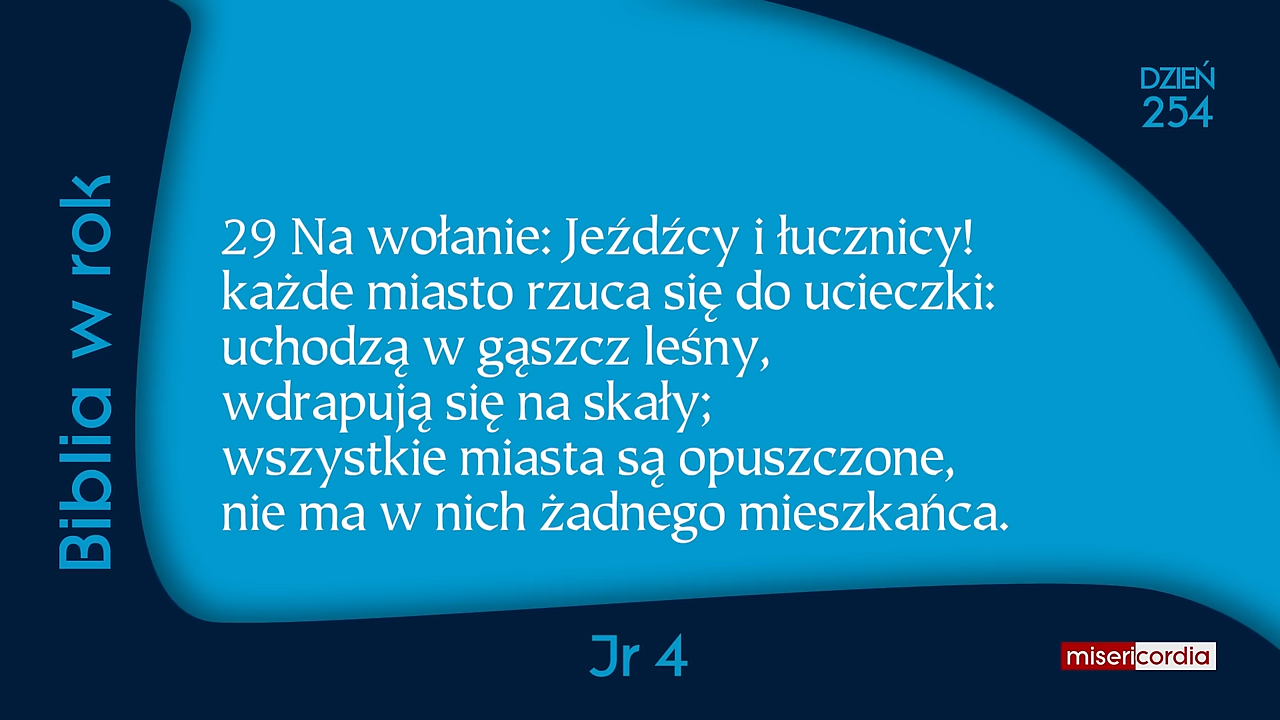 DZIEŃ
254
Biblia w rok
29 Na wołanie: Jeźdźcy i łucznicy!
każde miasto rzuca się do ucieczki:
uchodzą w gąszcz leśny,
wdrapują się na skały;
wszystkie miasta są opuszczone,
nie ma w nich żadnego mieszkańca.
Jr 4
misericordia